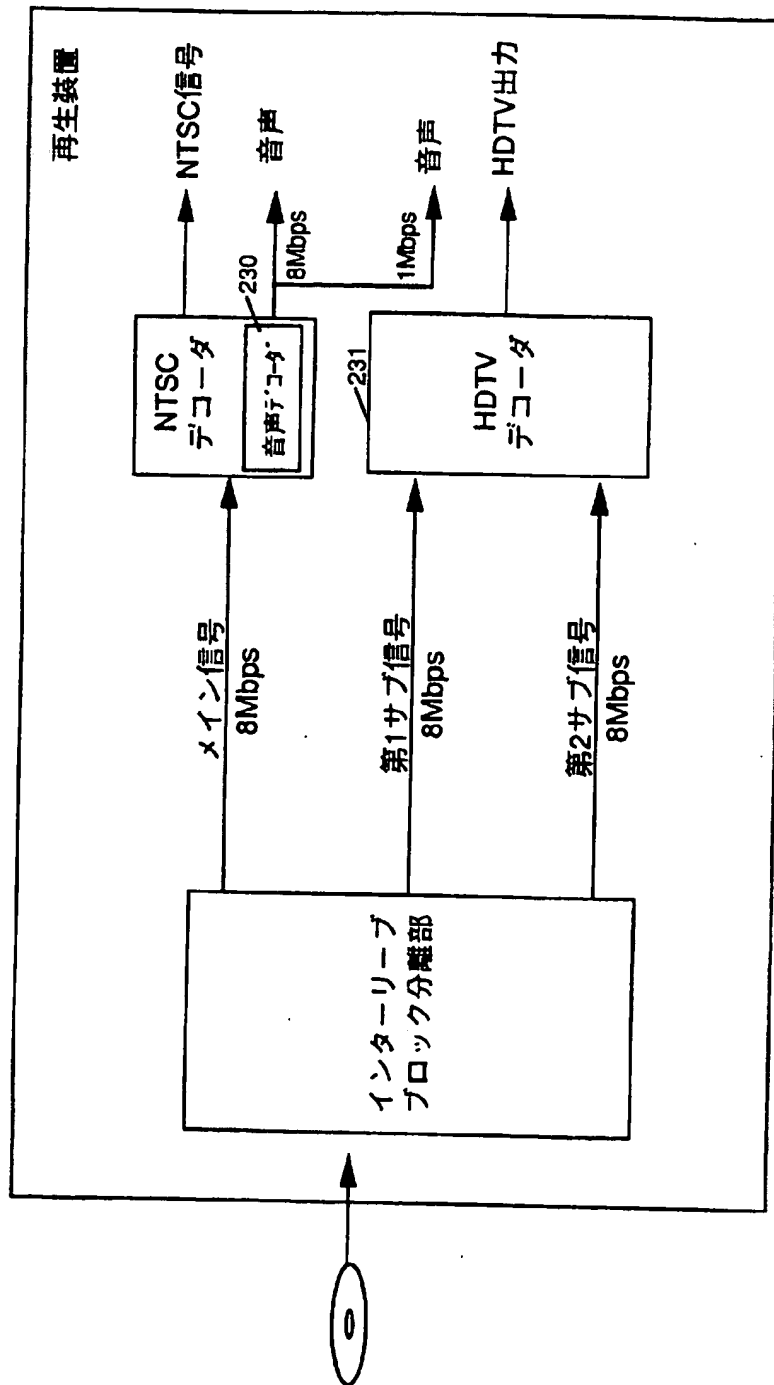 再生装置
インターリーブ
ブロック分離部
メイン信号
8Mbps
第1サブ信号
8Mbps
第2サブ信号
8Mbps
NTSC
デコーダ
音声デコーダ
230
231
HDTV
デコーダ
NTSC信号
音声
8Mbps
1Mbps
音声
HDTV出力